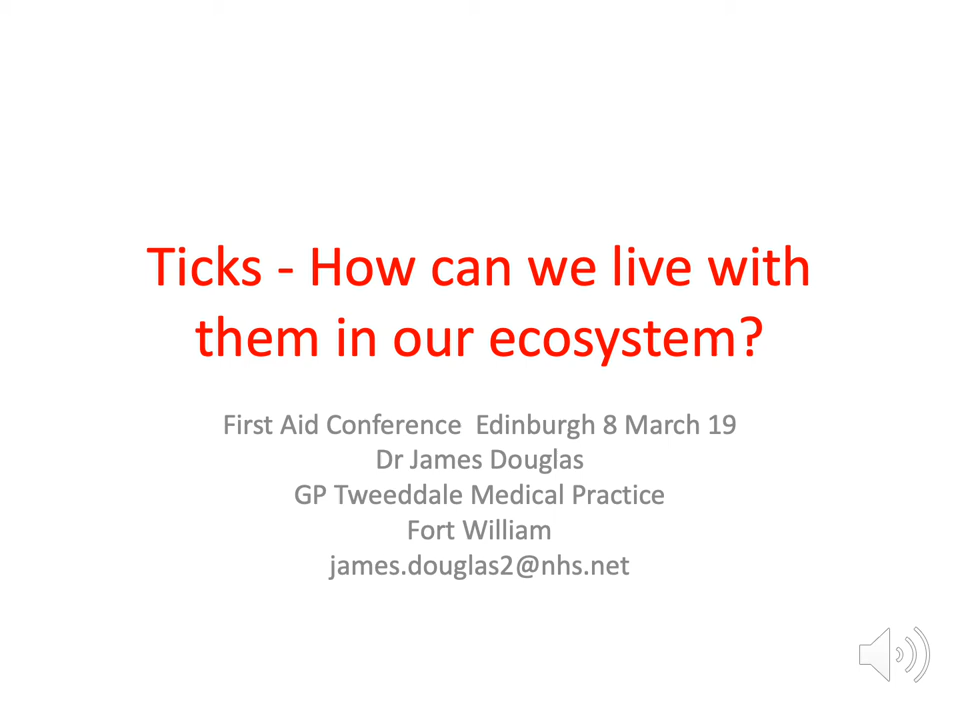 Ticks - How can we live with
them in our ecosystem?
First Aid Conference  Edinburgh 8 March 19
Dr James Douglas
GP Tweeddale Medical Practice
Fort William
james.douglas2@nhs.net